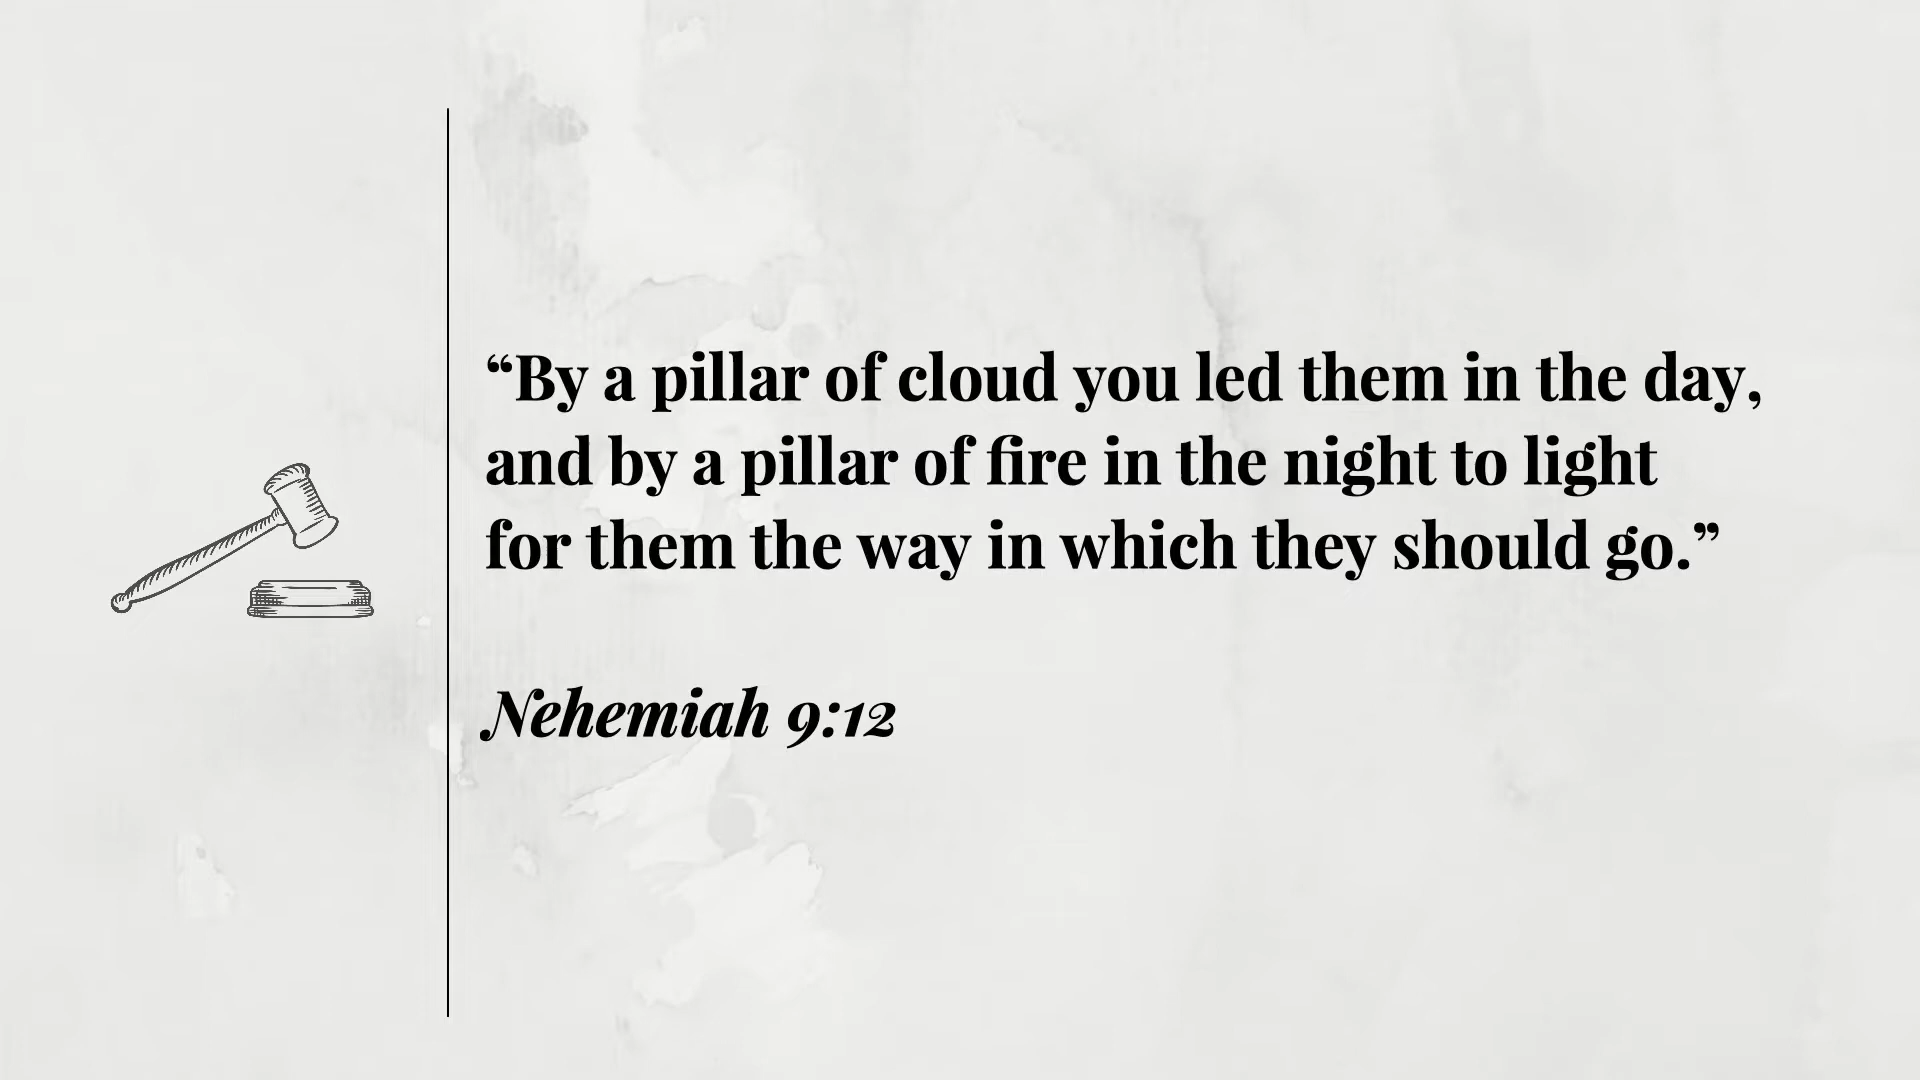 “By a pillar of cloud you led them in the day,
and by a pillar of fire in the night to light
for them the way in which they should go.”
Nehemiah 9:12